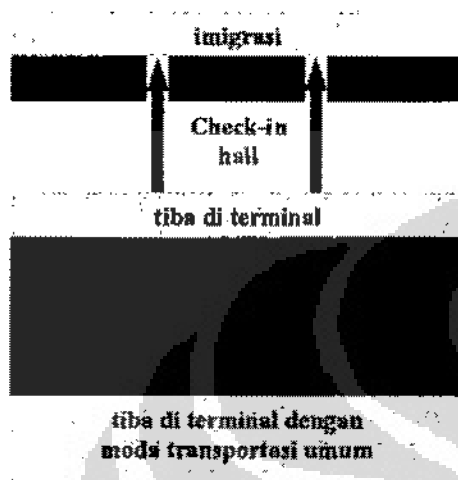 imigrasi
Check-in
hall
tiba di terminal
tiba di terminal dengan
moda transportasi umum